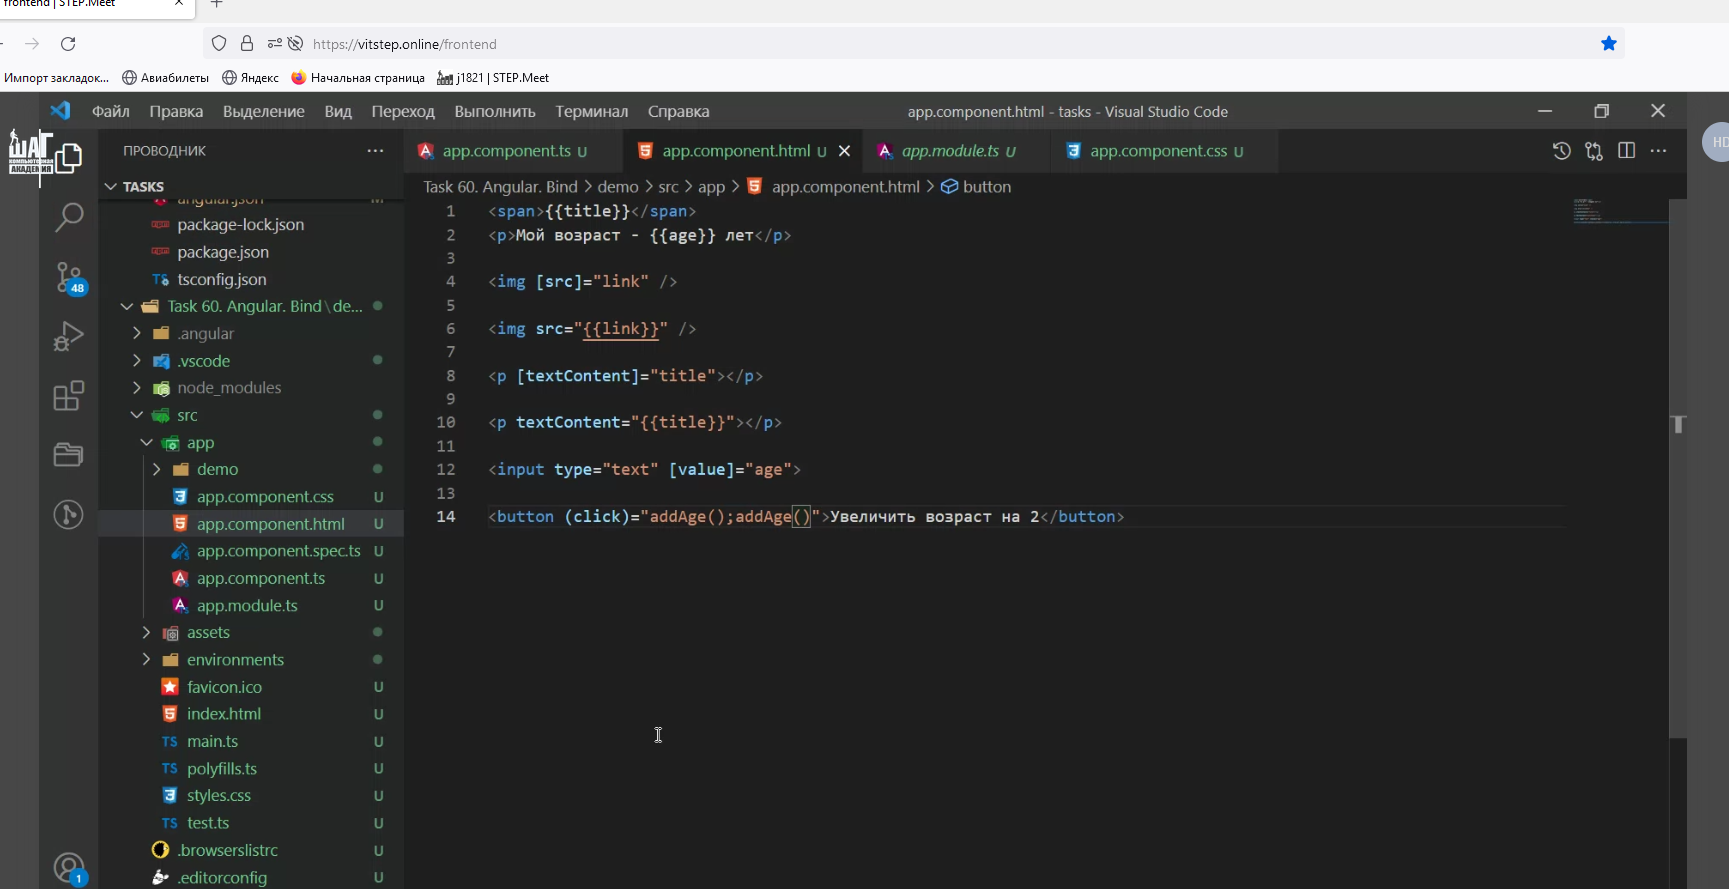 frontend | STEP.Meet
https://vitstep.online/frontend
Импорт закладок... Авиабилеты Яндекс Начальная страница j1821 | STEP.Meet
Файл Правка Выделение Вид Переход Выполнить Терминал Справка
app.component.html - tasks - Visual Studio Code
HD
ШАГ
КОМПЬЮТЕРНАЯ
АКАДЕМИЯ
ПРОВОДНИК
TASKS
angular.json M
package-lock.json
package.json
TS tsconfig.json
Task 60. Angular. Bind \ de...
.angular
.vscode
node_modules
src
app
demo
app.component.css U
app.component.html U
app.component.spec.ts U
app.component.ts U
app.module.ts U
assets
environments
favicon.ico U
index.html U
TS main.ts U
TS polyfills.ts U
styles.css U
TS test.ts U
.browserslistrc U
.editorconfig U
48
1
app.component.ts U app.component.html U app.module.ts U app.component.css U
Task 60. Angular. Bind > demo > src > app > app.component.html > button
1 <span>{{title}}</span>
2 <p>Мой возраст - {{age}} лет</p>
3
4 <img [src]="link" />
5
6 <img src="{{link}}" />
7
8 <p [textContent]="title"></p>
9
10 <p textContent="{{title}}"></p>
11
12 <input type="text" [value]="age">
13
14 <button (click)="addAge();addAge()">Увеличить возраст на 2</button>